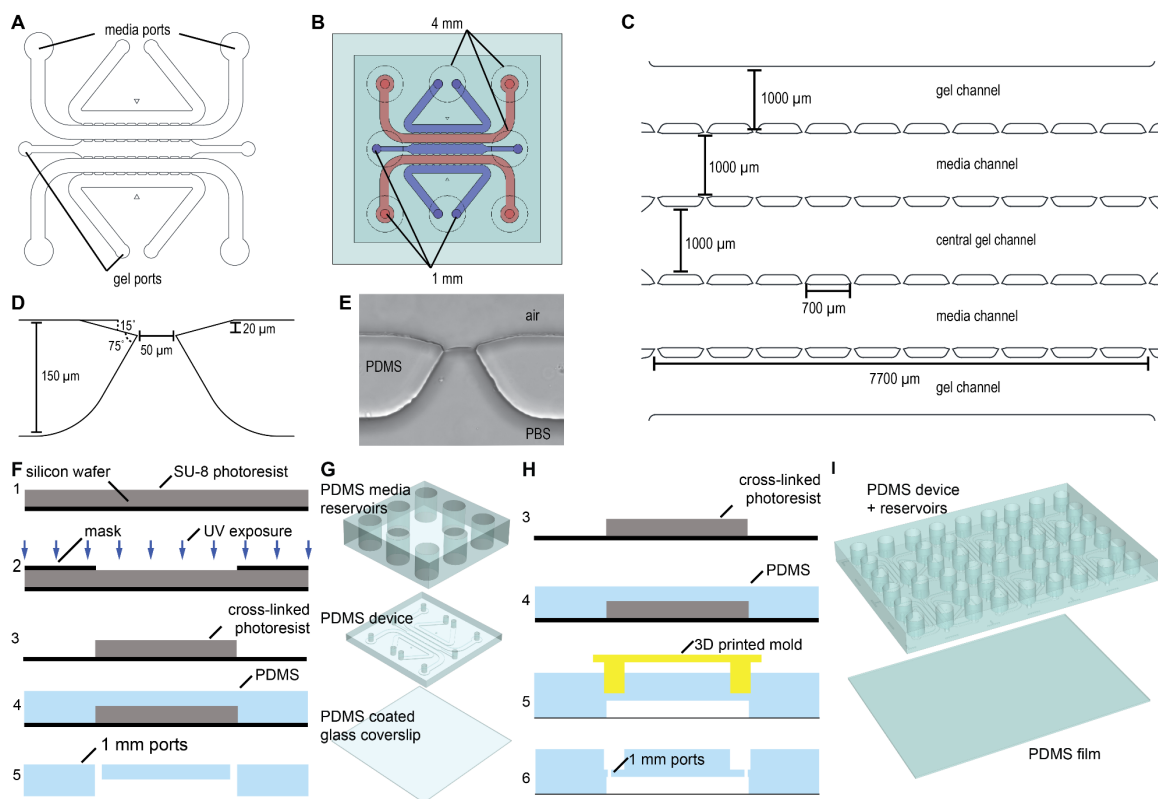 A
media ports
gel ports
B
4 mm
1 mm
C
gel channel
1000 µm
media channel
1000 µm
central gel channel
1000 µm
700 µm
media channel
7700 µm
gel channel
D
15°
75°
50 µm
20 µm
150 µm
E
air
PDMS
PBS
F
silicon wafer
SU-8 photoresist
1
mask
UV exposure
2
cross-linked
photoresist
3
PDMS
4
1 mm ports
5
G
PDMS media
reservoirs
PDMS device
PDMS coated
glass coverslip
H
cross-linked
photoresist
3
PDMS
4
3D printed mold
5
1 mm ports
6
I
PDMS device
+ reservoirs
PDMS film